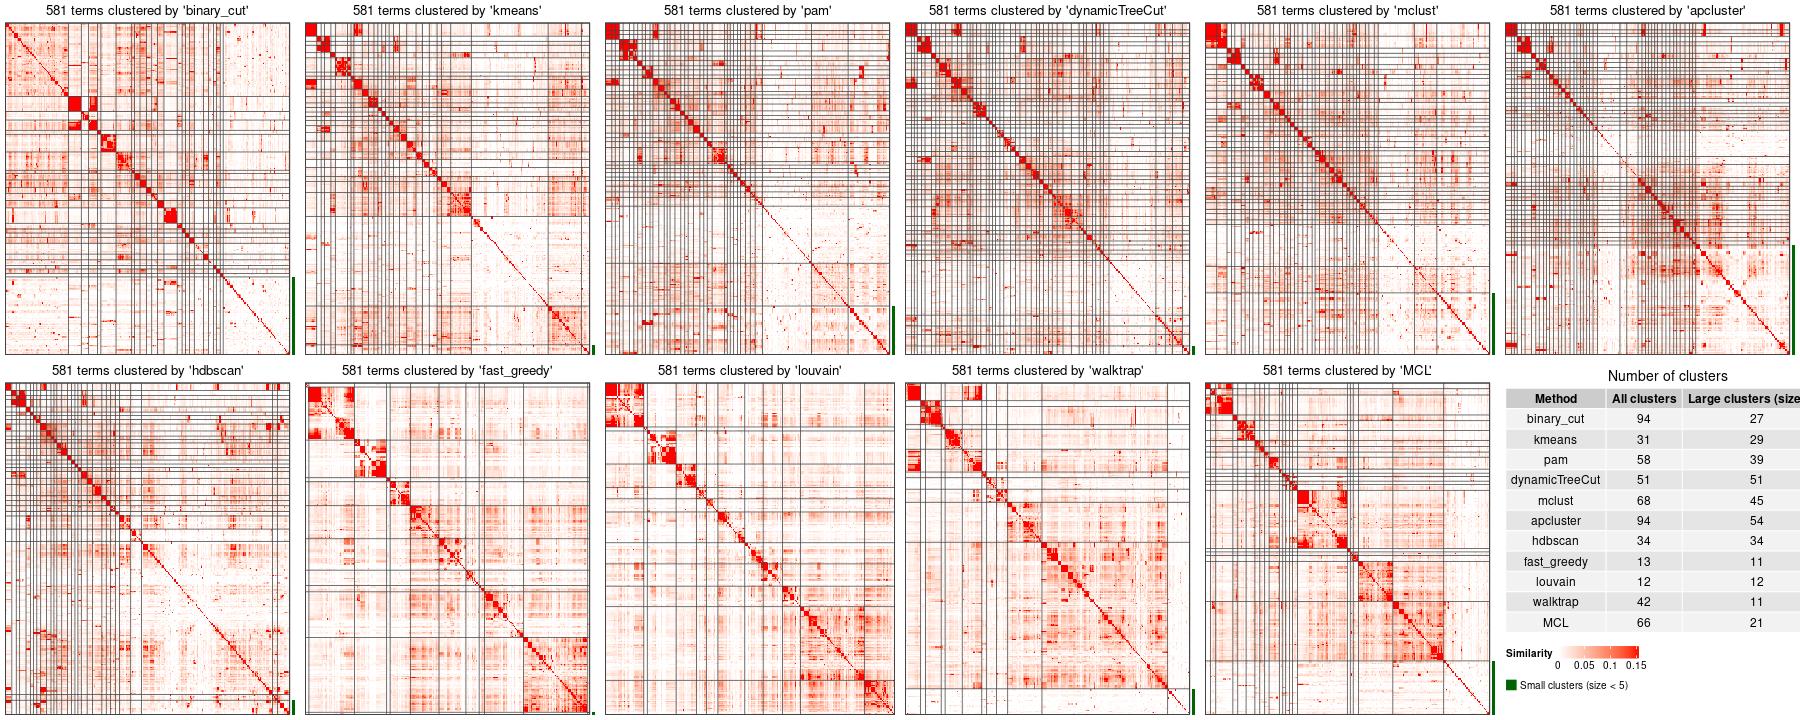 581 terms clustered by 'binary_cut'
581 terms clustered by 'kmeans'
581 terms clustered by 'pam'
581 terms clustered by 'dynamicTreeCut'
581 terms clustered by 'mclust'
581 terms clustered by 'apcluster'
581 terms clustered by 'hdbscan'
581 terms clustered by 'fast_greedy'
581 terms clustered by 'louvain'
581 terms clustered by 'walktrap'
581 terms clustered by 'MCL'
Number of clusters
Method All clusters Large clusters (size
binary_cut 94 27
kmeans 31 29
pam 58 39
dynamicTreeCut 51 51
mclust 68 45
apcluster 94 54
hdbscan 34 34
fast_greedy 13 11
louvain 12 12
walktrap 42 11
MCL 66 21
Similarity
0 0.05 0.1 0.15
Small clusters (size < 5)